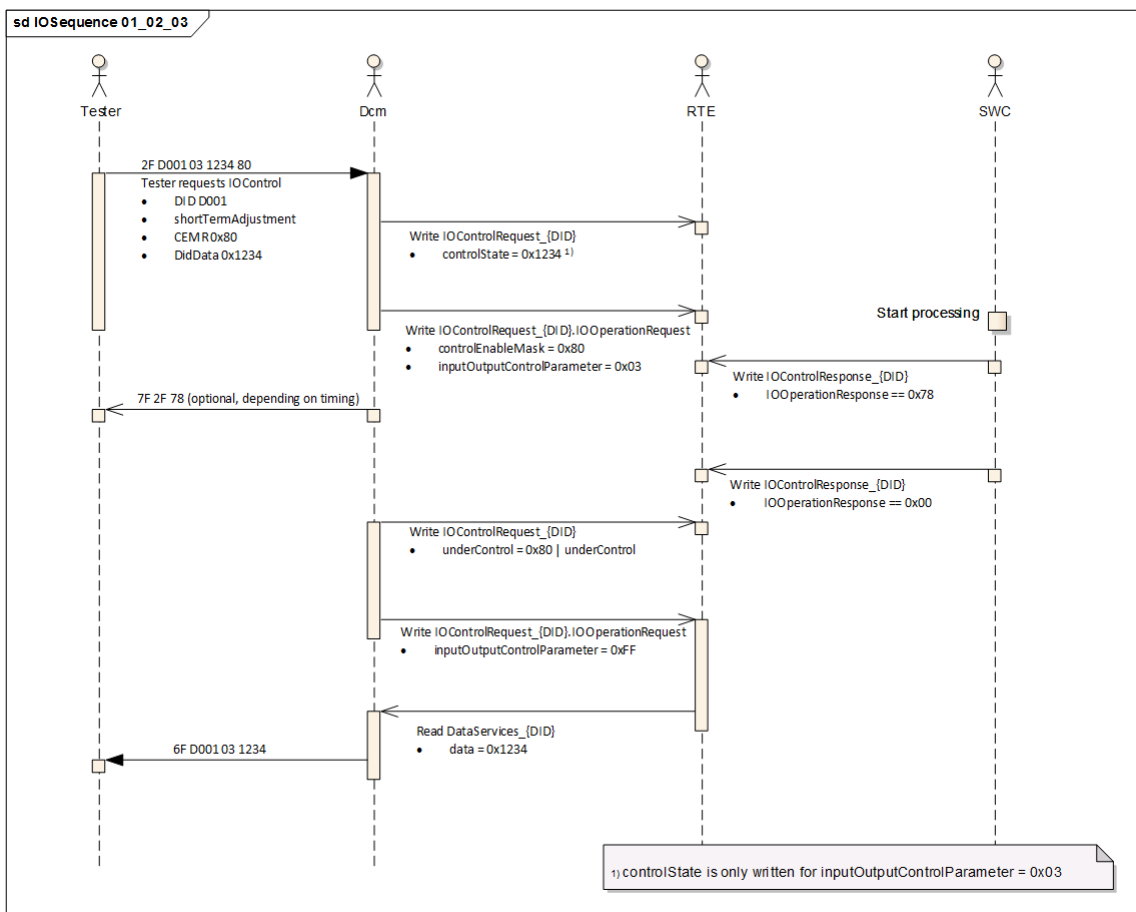 sd IOSequence 01_02_03
Tester
Dcm
RTE
SWC
2F D001 03 1234 80
Tester requests IOControl
• DID D001
• shortTermAdjustment
• CEMR 0x80
• DidData 0x1234
Write IOControlRequest_{DID}
• controlState = 0x1234 1)
Write IOControlRequest_{DID}.IOOperationRequest
• controlEnableMask = 0x80
• inputOutputControlParameter = 0x03
Start processing
Write IOControlResponse_{DID}
• IOOperationResponse == 0x78
7F 2F 78 (optional, depending on timing)
Write IOControlResponse_{DID}
• IOOperationResponse == 0x00
Write IOControlRequest_{DID}
• underControl = 0x80 | underControl
Write IOControlRequest_{DID}.IOOperationRequest
• inputOutputControlParameter = 0xFF
Read DataServices_{DID}
• data = 0x1234
6F D001 03 1234
1) controlState is only written for inputOutputControlParameter = 0x03